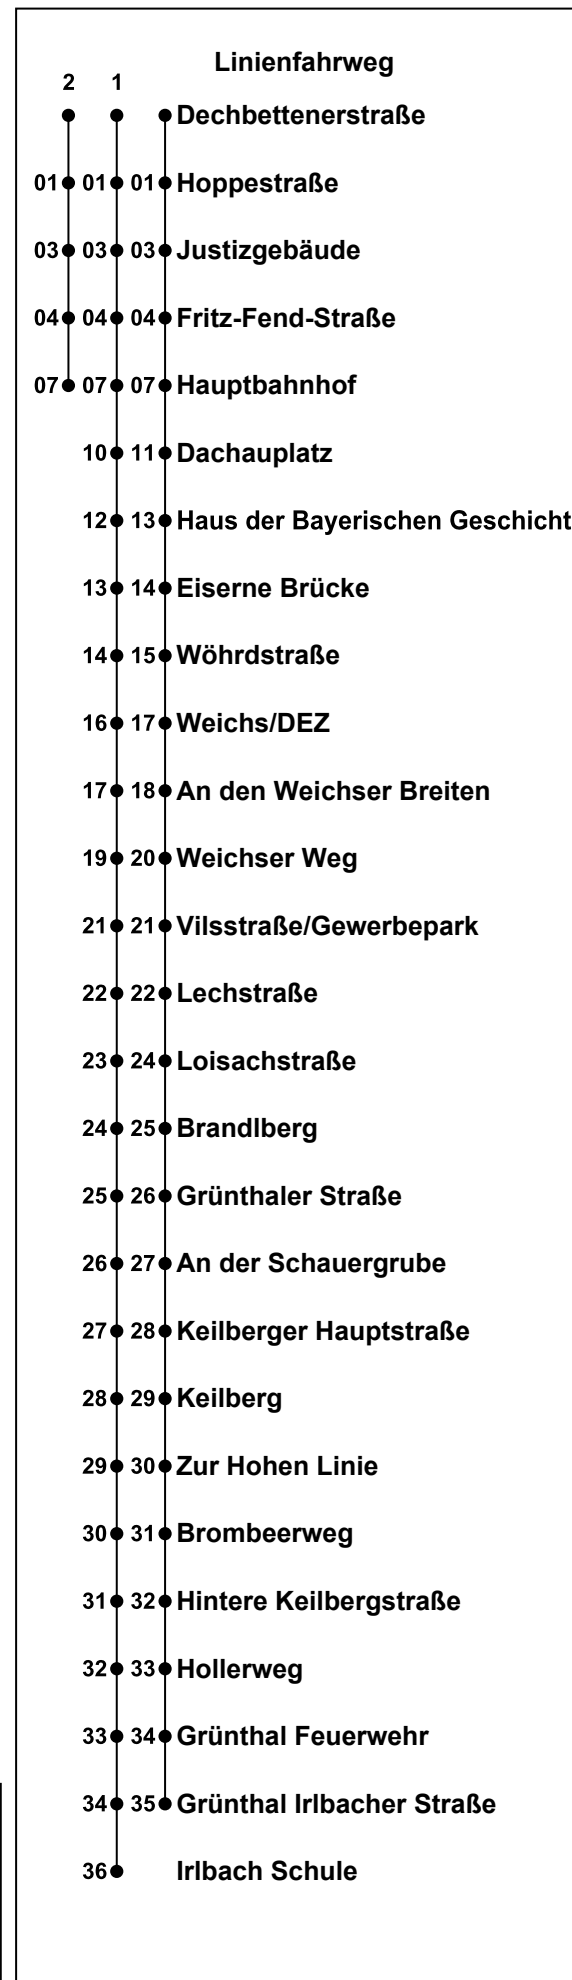 Linienfahrweg
2 1
Dechbettenerstraße
01 01 01 Hoppestraße
03 03 03 Justizgebäude
04 04 04 Fritz-Fend-Straße
07 07 07 Hauptbahnhof
10 11 Dachauplatz
12 13 Haus der Bayerischen Geschicht
13 14 Eiserne Brücke
14 15 Wöhrdstraße
16 17 Weichs/DEZ
17 18 An den Weichser Breiten
19 20 Weichser Weg
21 21 Vilsstraße/Gewerbepark
22 22 Lechstraße
23 24 Loisachstraße
24 25 Brandlberg
25 26 Grünthaler Straße
26 27 An der Schauergrube
27 28 Keilberger Hauptstraße
28 29 Keilberg
29 30 Zur Hohen Linie
30 31 Brombeerweg
31 32 Hintere Keilbergstraße
32 33 Hollerweg
33 34 Grünthal Feuerwehr
34 35 Grünthal Irlbacher Straße
36 Irlbach Schule